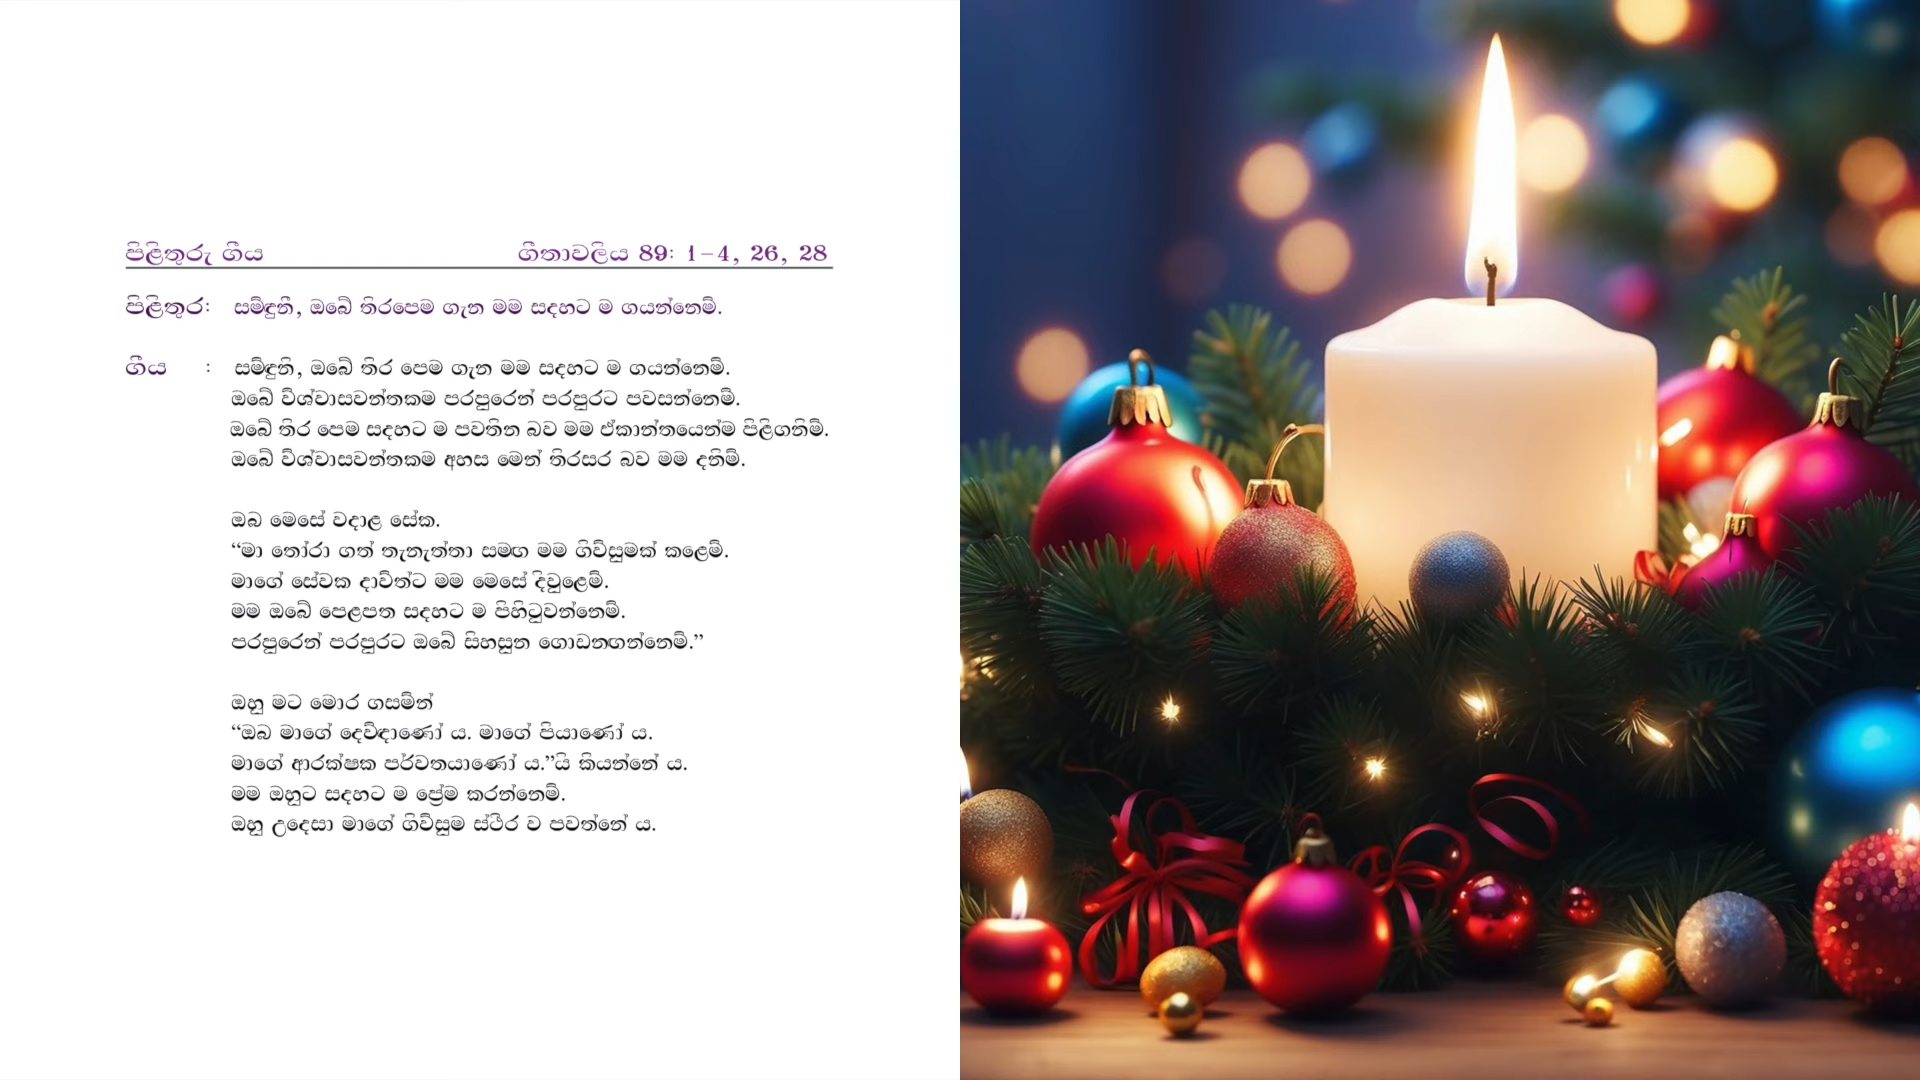 පිළිතුරු ගීය ගීතාවලිය 89: 1-4, 26, 28
පිළිතුර: සමිඳුනී, ඔබේ තිරපෙම ගැන මම සදහට ම ගයන්නෙමි.
ගීය : සමිඳුනි, ඔබේ තිර පෙම ගැන මම සදහට ම ගයන්නෙමි.
ඔබේ විශ්වාසවන්තකම පරපුරෙන් පරපුරට පවසන්නෙමි.
ඔබේ තිර පෙම සදහට ම පවතින බව මම ඒකාන්තයෙන්ම පිළිගනිමි.
ඔබේ විශ්වාසවන්තකම අහස මෙන් තිරසර බව මම දනිමි.
ඔබ මෙසේ වදාළ සේක.
“මා තෝරා ගත් තැනැත්තා සමඟ මම ගිවිසුමක් කළෙමි.
මාගේ සේවක දාවිත්ට මම මෙසේ දිවුළෙමි.
මම ඔබේ පෙළපත සදහට ම පිහිටුවන්නෙමි.
පරපුරෙන් පරපුරට ඔබේ සිහසුන ගොඩනඟන්නෙමි.”
ඔහු මට මොර ගසමින්
“ඔබ මාගේ දෙවිඳාණෝ ය. මාගේ පියාණෝ ය.
මාගේ ආරක්ෂක පර්වතයාණෝ ය.”යි කියන්නේ ය.
මම ඔහුට සදහට ම ප්‍රේම කරන්නෙමි.
ඔහු උදෙසා මාගේ ගිවිසුම ස්ථිර ව පවත්නේ ය.